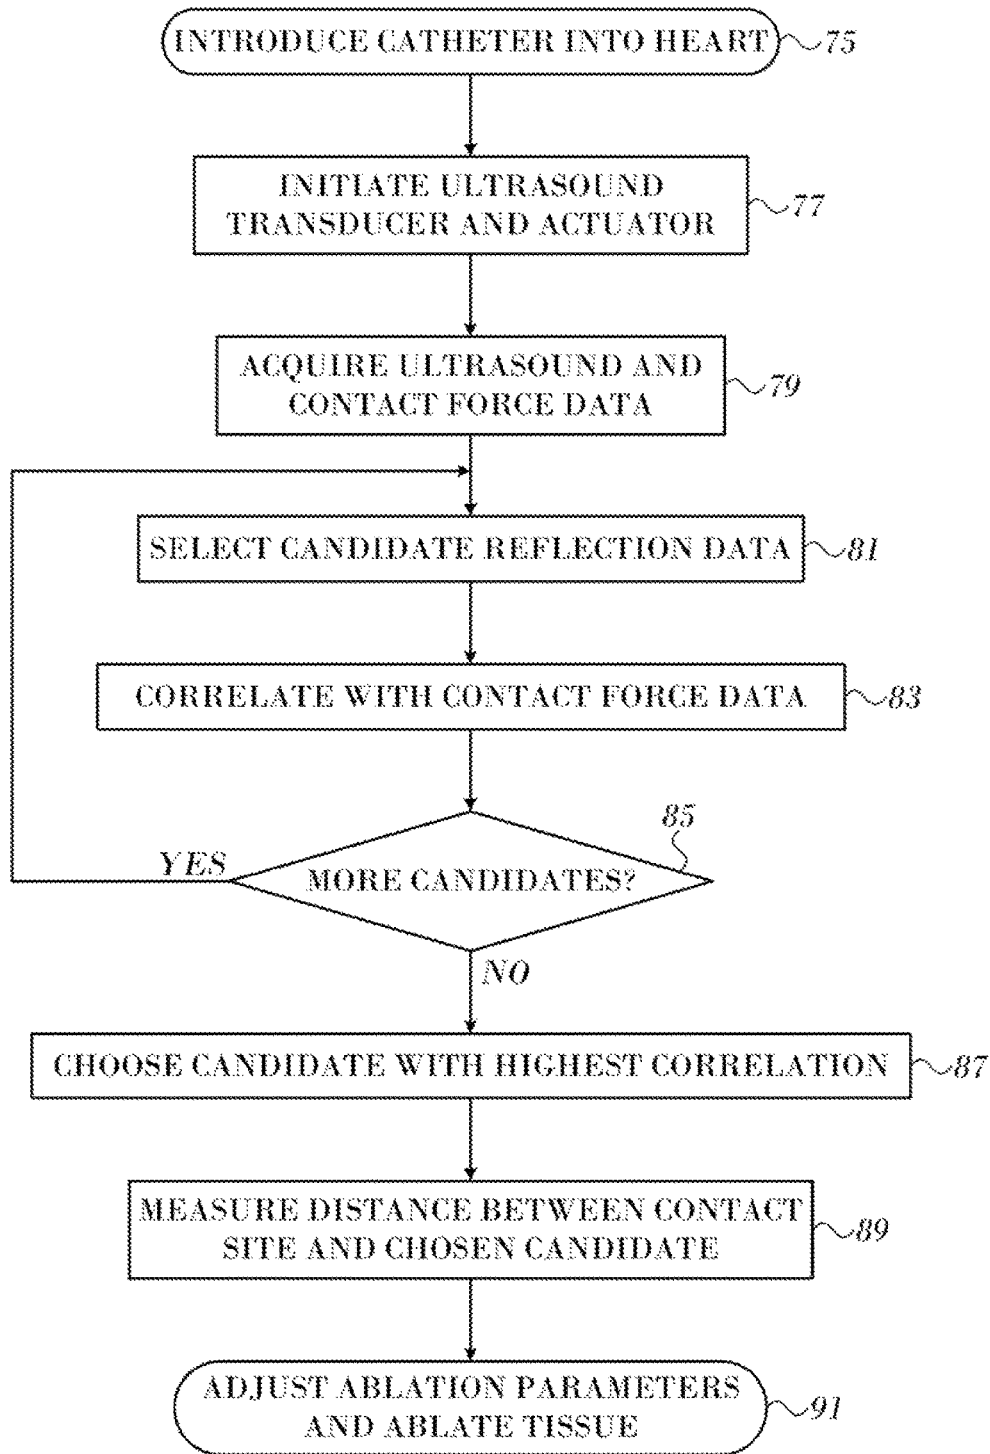 INTRODUCE CATHETER INTO HEART
75
INITIATE ULTRASOUND
TRANSDUCER AND ACTUATOR
77
ACQUIRE ULTRASOUND AND
CONTACT FORCE DATA
79
SELECT CANDIDATE REFLECTION DATA
81
CORRELATE WITH CONTACT FORCE DATA
83
85
YES
MORE CANDIDATES?
NO
CHOOSE CANDIDATE WITH HIGHEST CORRELATION
87
MEASURE DISTANCE BETWEEN CONTACT
SITE AND CHOSEN CANDIDATE
89
ADJUST ABLATION PARAMETERS
AND ABLATE TISSUE
91